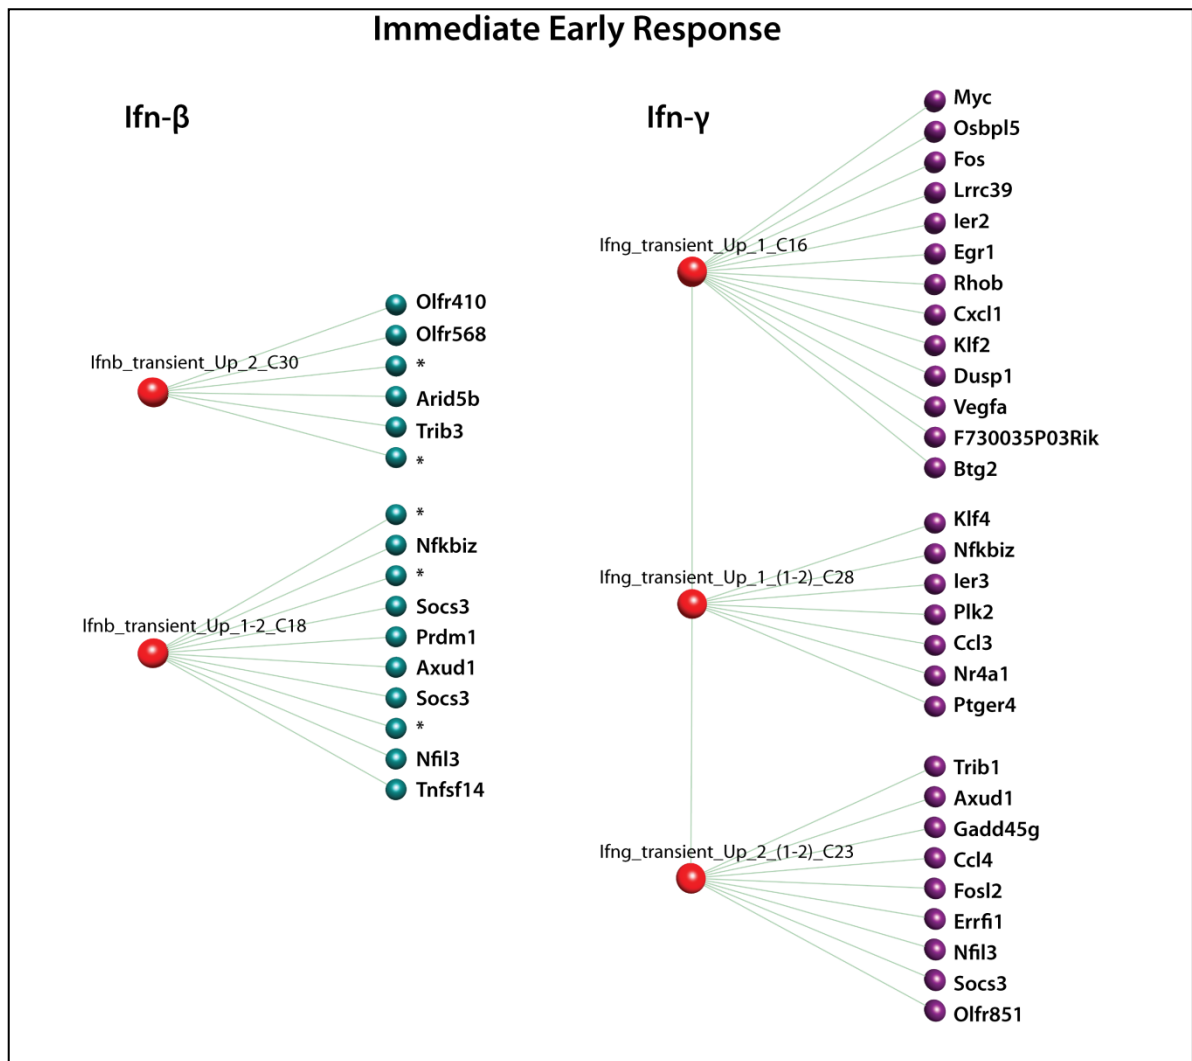 Immediate Early Response
Ifn-β
Ifnb_transient_Up_2_C30
Olfr410
Olfr568
*
Arid5b
Trib3
*
Ifnb_transient_Up_1-2_C18
*
Nfkbiz
*
Socs3
Prdm1
Axud1
Socs3
*
Nfil3
Tnfsf14
Ifn-γ
Ifng_transient_Up_1_C16
Myc
Osbpl5
Fos
Lrrc39
Ier2
Egr1
Rhob
Cxcl1
Klf2
Dusp1
Vegfa
F730035P03Rik
Btg2
Ifng_transient_Up_1_(1-2)_C28
Klf4
Nfkbiz
Ier3
Plk2
Ccl3
Nr4a1
Ptger4
Ifng_transient_Up_2_(1-2)_C23
Trib1
Axud1
Gadd45g
Ccl4
Fosl2
Errfi1
Nfil3
Socs3
Olfr851